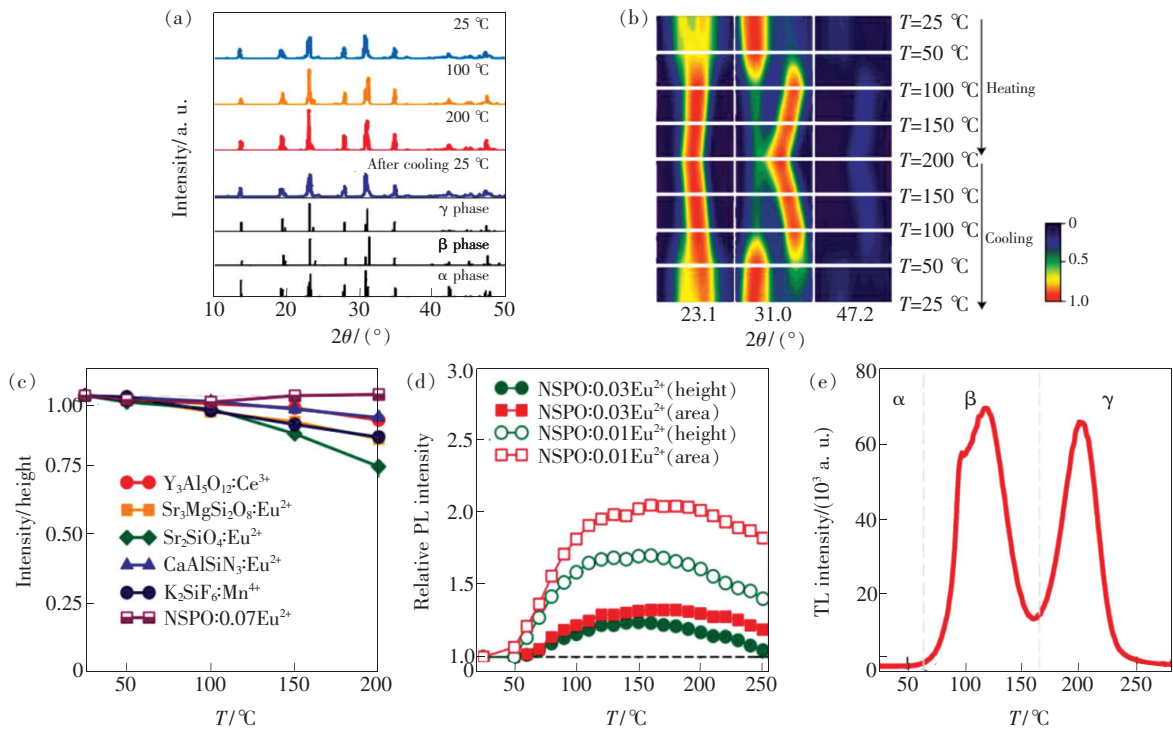 (a)
25 ℃
100 ℃
200 ℃
After cooling 25 ℃
γ phase
β phase
α phase
Intensity/a. u.
10 20 30 40 50
2θ/(°)
(b)
T=25 ℃
T=50 ℃
T=100 ℃
T=150 ℃
T=200 ℃
T=150 ℃
T=100 ℃
T=50 ℃
T=25 ℃
Heating
Cooling
0
0.5
1.0
23.1 31.0 47.2
2θ/(°)
(c)
1.00
0.75
0.50
0.25
0
Intensity/height
Y₃Al₅O₁₂:Ce³⁺
Sr₃MgSi₂O₈:Eu²⁺
Sr₂SiO₄:Eu²⁺
CaAlSiN₃:Eu²⁺
K₂SiF₆:Mn⁴⁺
NSPO:0.07Eu²⁺
50 100 150 200
T/℃
(d)
3.0
2.5
2.0
1.5
1.0
Relative PL intensity
NSPO:0.03Eu²⁺(height)
NSPO:0.03Eu²⁺(area)
NSPO:0.01Eu²⁺(height)
NSPO:0.01Eu²⁺(area)
0 50 100 150 200 250
T/℃
(e)
80
60
40
20
0
TL intensity/(10³ a. u.)
α β γ
50 100 150 200 250
T/℃